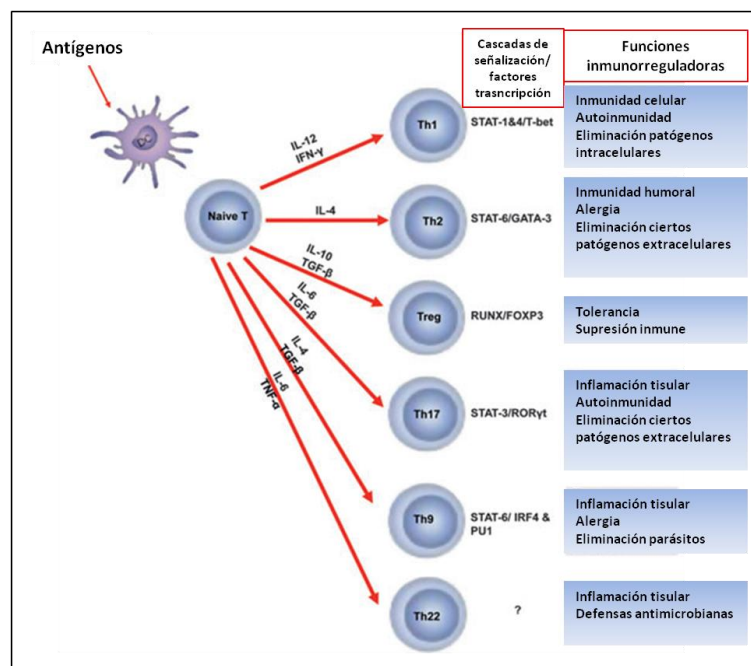 Antígenos
Cascadas de
señalización/
factores
trasncripción
Funciones
inmunorreguladoras
Naive T
IL-12
IFN-γ
Th1
STAT-1&4/T-bet
Inmunidad celular
Autoinmunidad
Eliminación patógenos
intracelulares
IL-4
Th2
STAT-6/GATA-3
Inmunidad humoral
Alergia
Eliminación ciertos
patógenos extracelulares
IL-10
TGF-β
Treg
RUNX/FOXP3
Tolerancia
Supresión inmune
IL-6
TGF-β
Th17
STAT-3/RORγt
Inflamación tisular
Autoinmunidad
Eliminación ciertos
patógenos extracelulares
IL-4
TGF-β
Th9
STAT-6/ IRF4 &
PU1
Inflamación tisular
Alergia
Eliminación parásitos
IL-6
TNF-α
Th22
?
Inflamación tisular
Defensas antimicrobianas